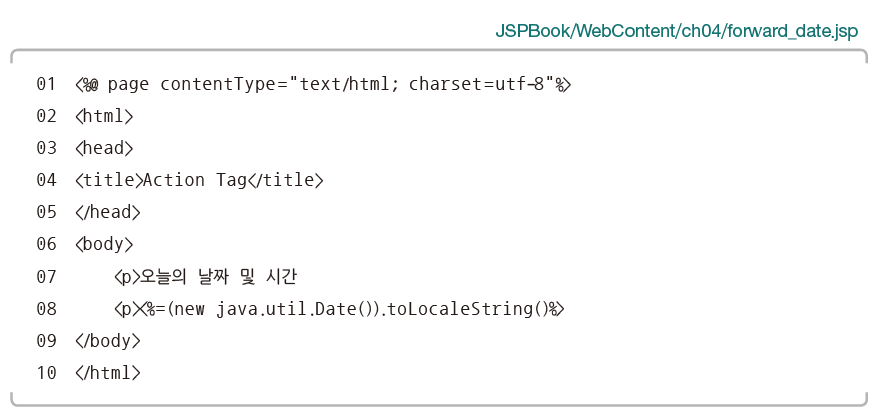 JSPBook/WebContent/ch04/forward_date.jsp
01 <%@ page contentType="text/html; charset=utf-8"%>
02 <html>
03 <head>
04 <title>Action Tag</title>
05 </head>
06 <body>
07 <p>오늘의 날짜 및 시간
08 <p><%=(new java.util.Date()).toLocaleString()%>
09 </body>
10 </html>